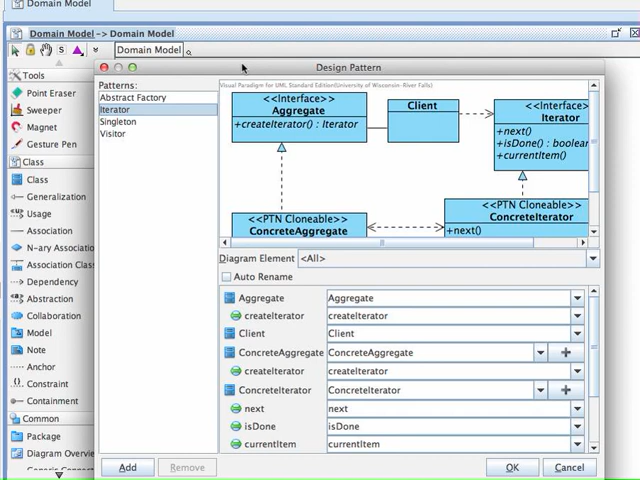 Domain Model
Domain Model -> Domain Model
S
»
Domain Model
Tools
Point Eraser
Sweeper
Magnet
Gesture Pen
Class
Class
Generalization
Usage
Association
N-ary Associatio
Association Class
Dependency
Abstraction
Collaboration
Model
Note
Anchor
Constraint
Containment
Common
Package
Diagram Overvi
Generic Connect
Design Pattern
Patterns:
Abstract Factory
Iterator
Singleton
Visitor
Visual Paradigm for UML Standard Edition(University of Wisconsin-River Falls)
<<Interface>>
Aggregate
+createIterator() : Iterator
Client
<<Interface>
Iterator
+next()
+isDone() : boolean
+currentItem()
<<PTN Cloneable>>
ConcreteAggregate
<<PTN Cloneable>>
ConcreteIterator
+next()
Diagram Element <All>
Auto Rename
Aggregate Aggregate
createIterator createIterator
Client Client
ConcreteAggregate ConcreteAggregate
createIterator createIterator
ConcreteIterator ConcreteIterator
next next
isDone isDone
currentItem currentItem
Add Remove OK Cancel